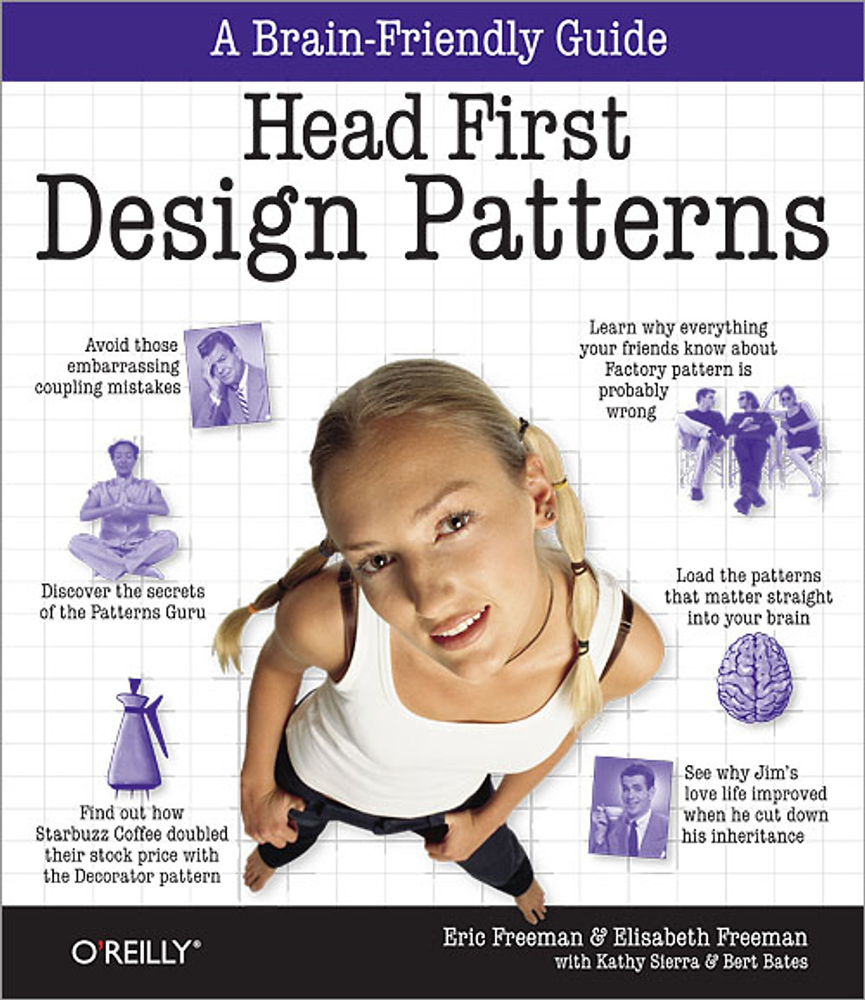 A Brain-Friendly Guide
Head First
Design Patterns
Avoid those
embarrassing
coupling mistakes
Learn why everything
your friends know about
Factory pattern is
probably
wrong
Discover the secrets
of the Patterns Guru
Load the patterns
that matter straight
into your brain
Find out how
Starbuzz Coffee doubled
their stock price with
the Decorator pattern
See why Jim's
love life improved
when he cut down
his inheritance
O'REILLY®
Eric Freeman & Elisabeth Freeman
with Kathy Sierra & Bert Bates